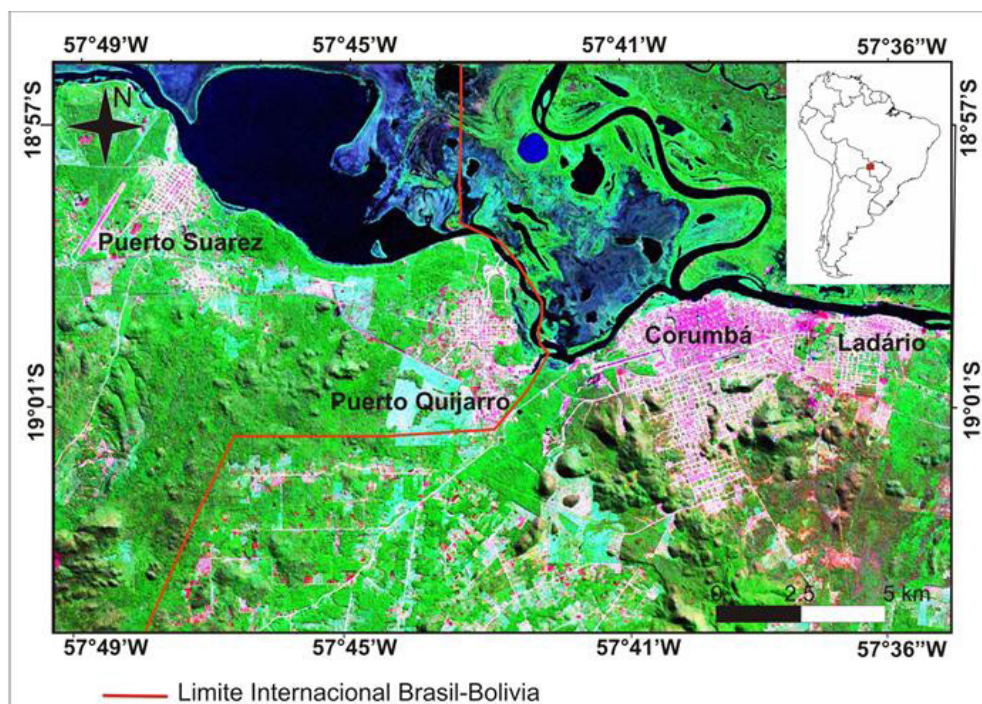 57°49'W 57°45'W 57°41'W 57°36"W
N
18°57'S
18°57'S
Puerto Suarez
Corumbá
Ladário
Puerto Quijarro
19°01'S
19°01'S
0 2.5 5 km
57°49'W 57°45'W 57°41'W 57°36'W
Limite Internacional Brasil-Bolivia